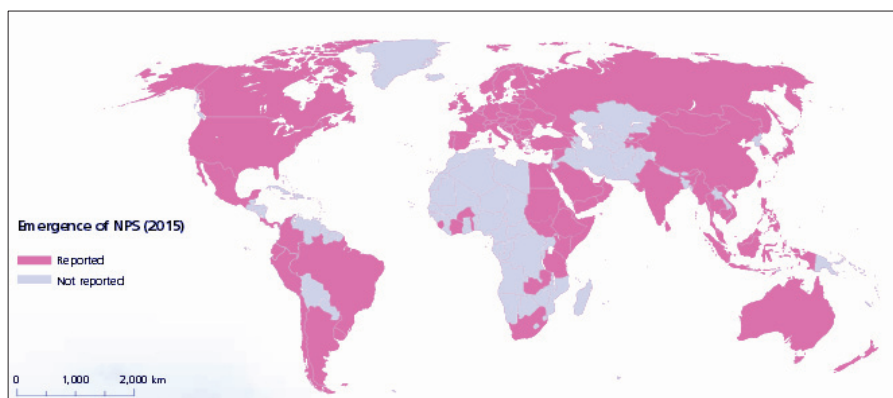 Emergence of NPS (2015)
Reported
Not reported
0 1,000 2,000 km